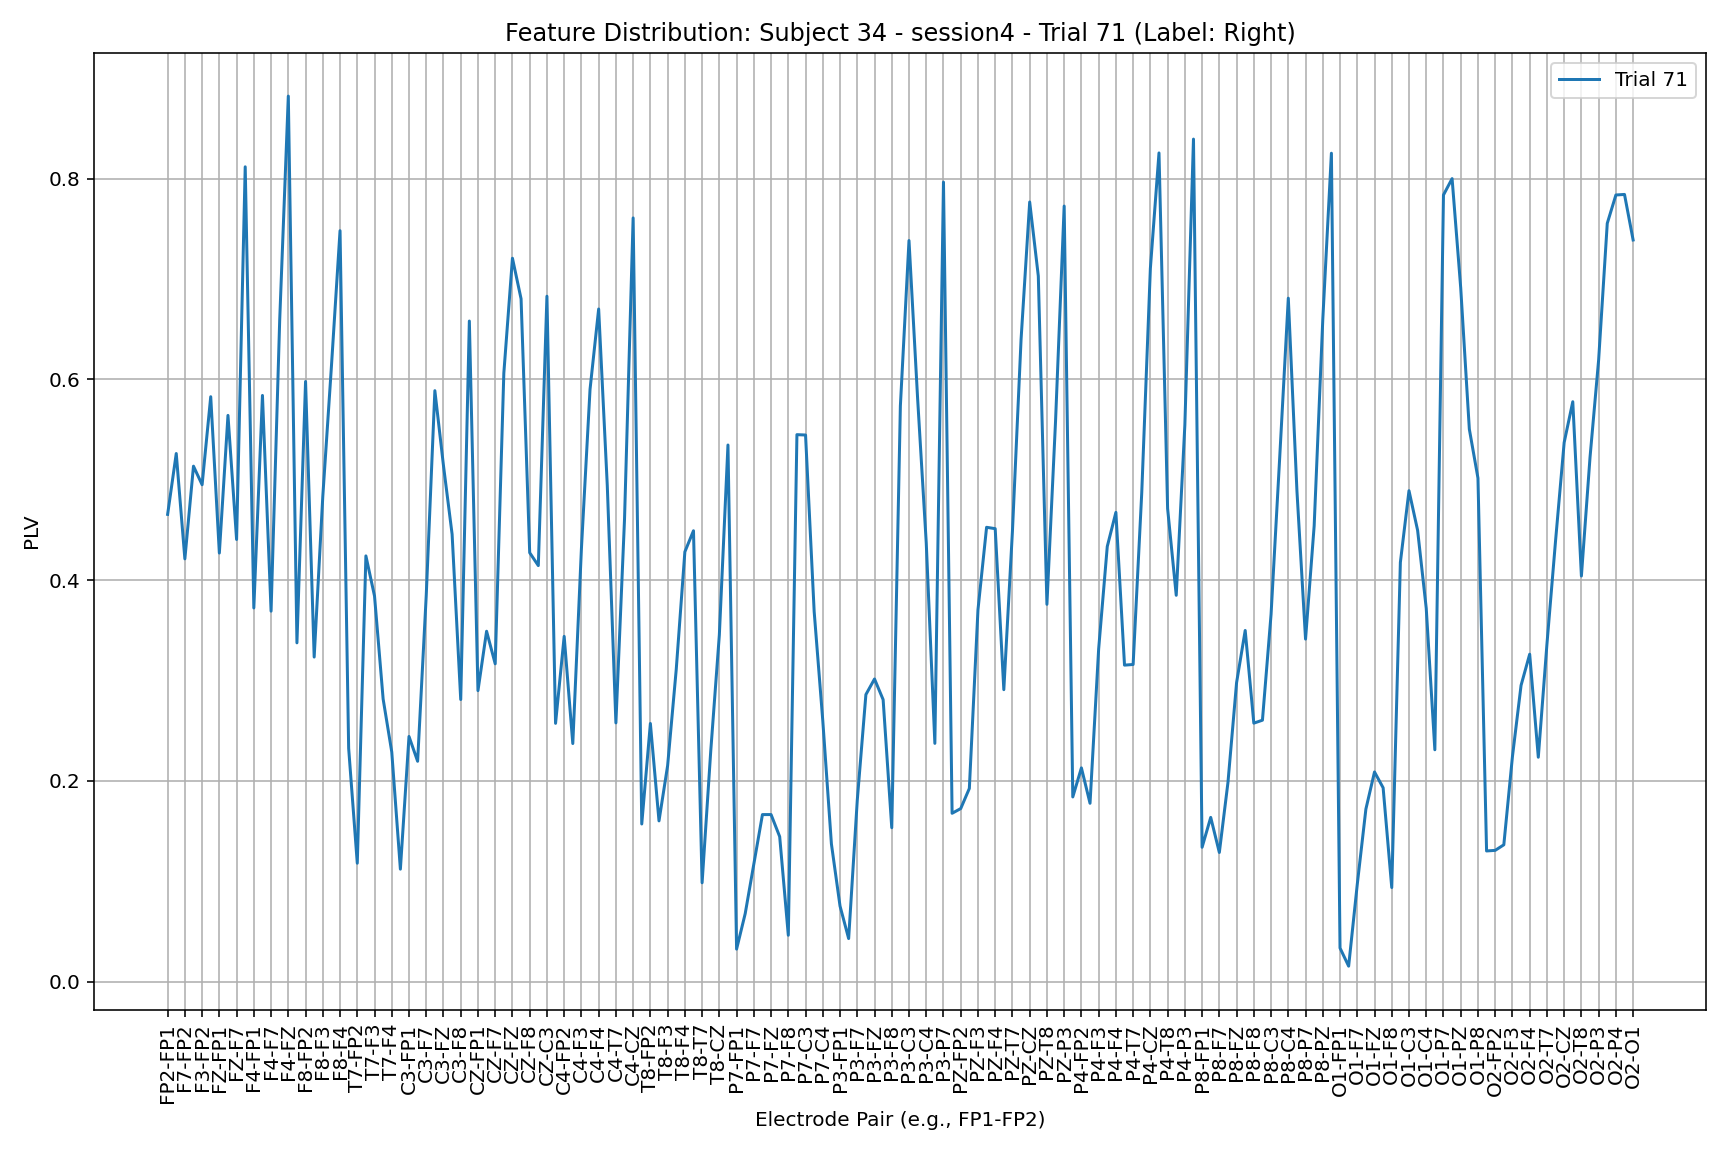 Feature Distribution: Subject 34 - session4 - Trial 71 (Label: Right)
Trial 71
PLV
0.8
0.6
0.4
0.2
0.0
FP2-FP1
F7-FP2
F3-FP2
FZ-FP1
FZ-F7
F4-FP1
F4-F7
F4-FZ
F8-FP2
F8-F3
F8-F4
T7-FP2
T7-F3
T7-F4
C3-FP1
C3-F7
C3-FZ
C3-F8
CZ-FP1
CZ-F7
CZ-FZ
CZ-F8
CZ-C3
C4-FP2
C4-F3
C4-F4
C4-T7
C4-CZ
T8-FP2
T8-F3
T8-F4
T8-T7
T8-CZ
P7-FP1
P7-F7
P7-FZ
P7-F8
P7-C3
P7-C4
P3-FP1
P3-F7
P3-FZ
P3-F8
P3-C3
P3-C4
P3-P7
PZ-FP2
PZ-F3
PZ-F4
PZ-T7
PZ-CZ
PZ-T8
PZ-P3
P4-FP2
P4-F3
P4-F4
P4-T7
P4-CZ
P4-T8
P4-P3
P8-FP1
P8-F7
P8-FZ
P8-F8
P8-C3
P8-C4
P8-P7
P8-PZ
O1-FP1
O1-F7
O1-FZ
O1-F8
O1-C3
O1-C4
O1-P7
O1-PZ
O1-P8
O2-FP2
O2-F3
O2-F4
O2-T7
O2-CZ
O2-T8
O2-P3
O2-P4
O2-O1
Electrode Pair (e.g., FP1-FP2)